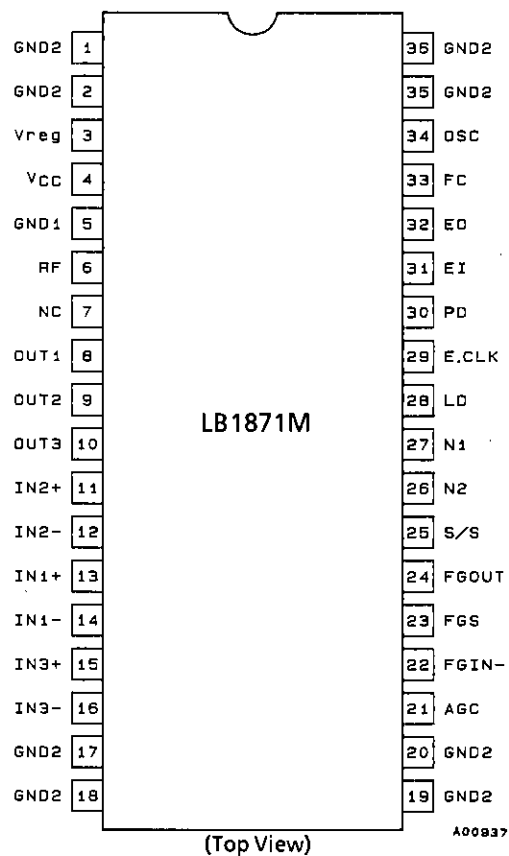 GND2 1 36 GND2
GND2 2 35 GND2
Vreg 3 34 OSC
VCC 4 33 FC
GND1 5 32 EO
RF 6 31 EI
NC 7 30 PD
OUT1 8 29 E.CLK
OUT2 9 28 LD
OUT3 10 27 N1
LB1871M
IN2+ 11 26 N2
IN2- 12 25 S/S
IN1+ 13 24 FGOUT
IN1- 14 23 FGS
IN3+ 15 22 FGIN-
IN3- 16 21 AGC
GND2 17 20 GND2
GND2 18 19 GND2
A00937
(Top View)